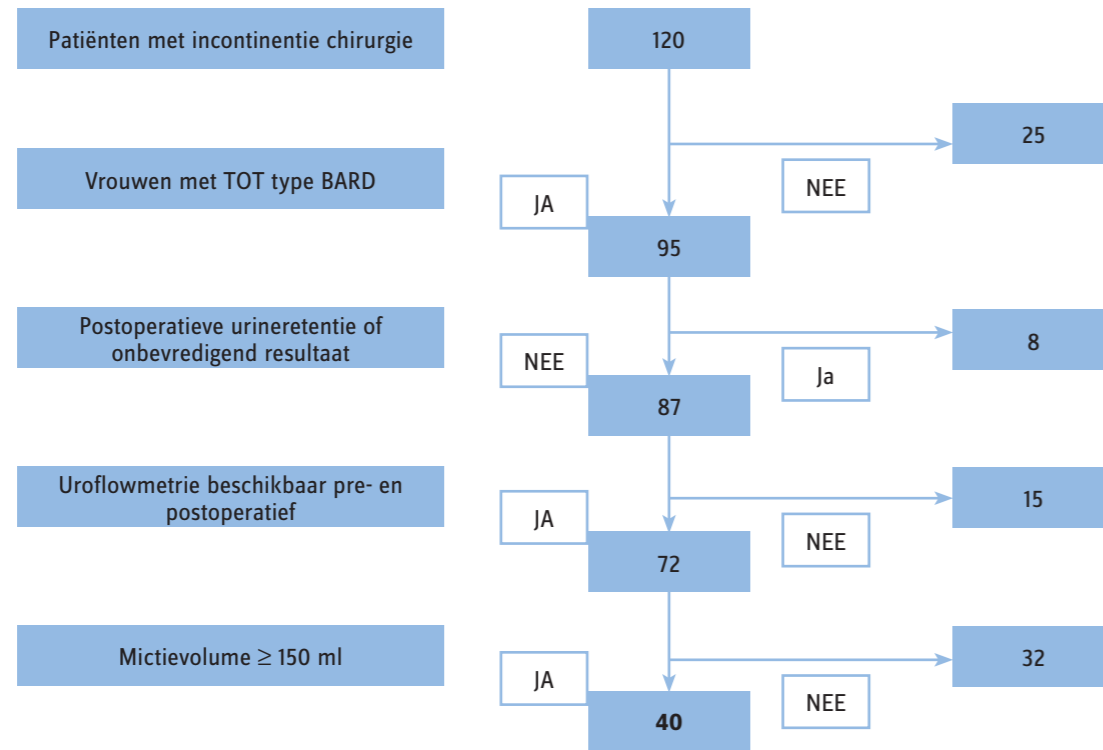 Patiënten met incontinentie chirurgie
120
25
Vrouwen met TOT type BARD
NEE
JA
95
Postoperatieve urineretentie of
onbevredigend resultaat
8
NEE
Ja
87
Uroflowmetrie beschikbaar pre- en
postoperatief
15
JA
NEE
72
Mictievolume ≥ 150 ml
32
JA
NEE
40